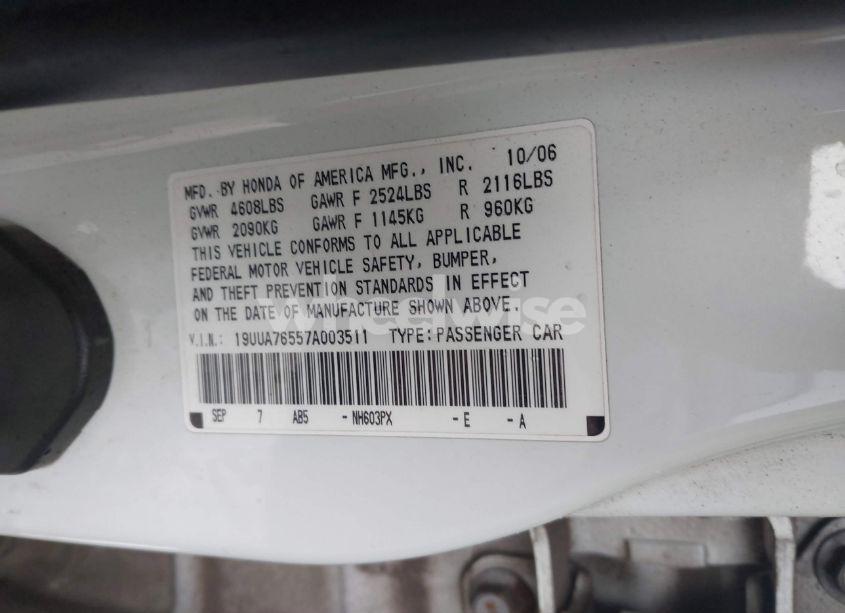 MFD. BY HONDA OF AMERICA MFG., INC. 10/06
GVWR 4608LBS GAWR F 2524LBS R 2116LBS
GVWR 2090KG GAWR F 1145KG R 960KG
THIS VEHICLE CONFORMS TO ALL APPLICABLE
FEDERAL MOTOR VEHICLE SAFETY, BUMPER,
AND THEFT PREVENTION STANDARDS IN EFFECT
ON THE DATE OF MANUFACTURE SHOWN ABOVE.
wheelwise
V.I.N.: 19UUA76557A003511 TYPE: PASSENGER CAR
SEP 7 AB5 - NH603PX - E - A